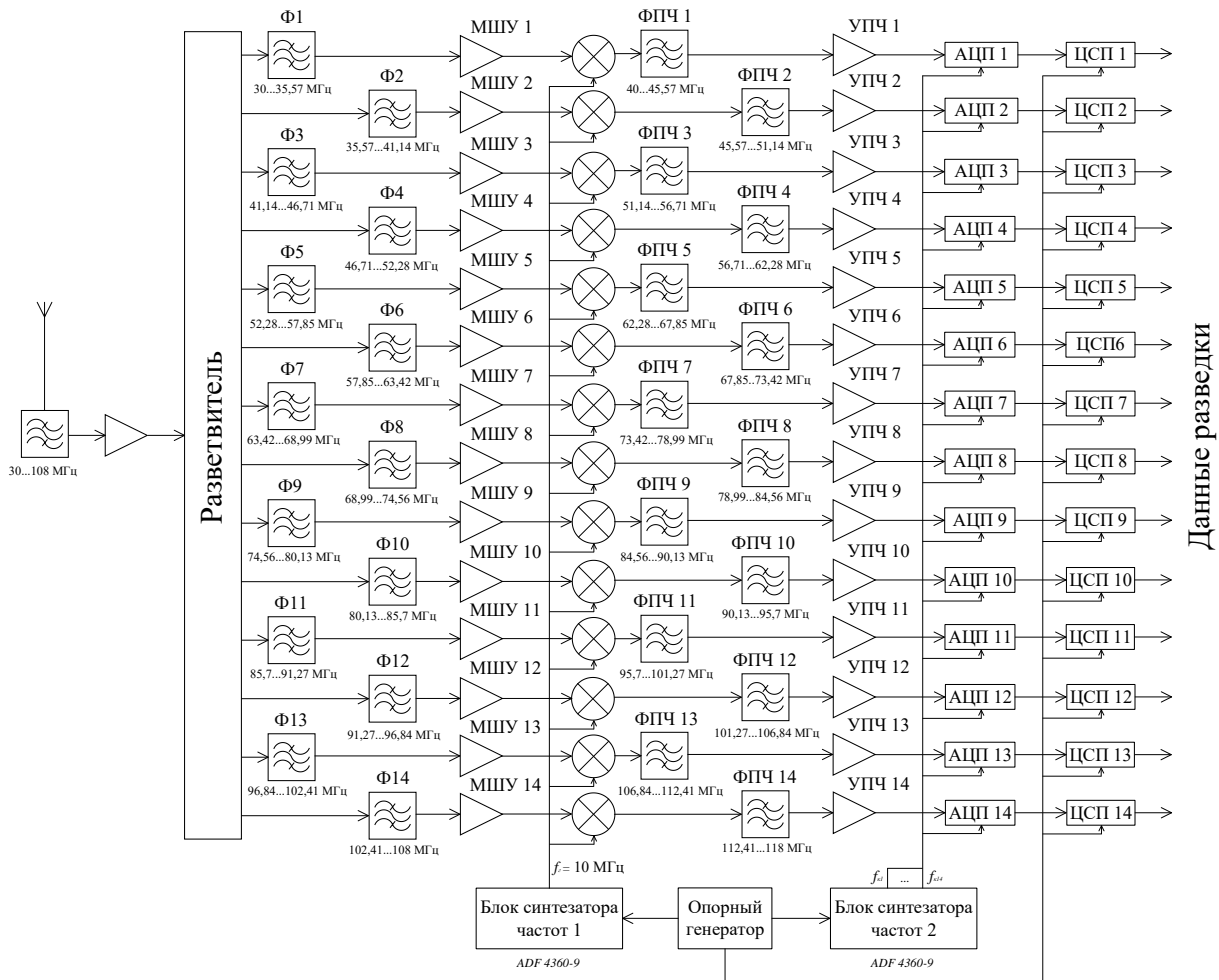 Ф1
МШУ 1
ФПЧ 1
УПЧ 1
АЦП 1
ЦСП 1
30...35,57 МГц
40...45,57 МГц
Ф2
МШУ 2
ФПЧ 2
УПЧ 2
АЦП 2
ЦСП 2
35,57...41,14 МГц
45,57...51,14 МГц
Ф3
МШУ 3
ФПЧ 3
УПЧ 3
АЦП 3
ЦСП 3
41,14...46,71 МГц
51,14...56,71 МГц
Ф4
МШУ 4
ФПЧ 4
УПЧ 4
АЦП 4
ЦСП 4
46,71...52,28 МГц
56,71...62,28 МГц
Ф5
МШУ 5
ФПЧ 5
УПЧ 5
АЦП 5
ЦСП 5
52,28...57,85 МГц
62,28...67,85 МГц
Ф6
МШУ 6
ФПЧ 6
УПЧ 6
АЦП 6
ЦСП6
57,85...63,42 МГц
67,85...73,42 МГц
Ф7
МШУ 7
ФПЧ 7
УПЧ 7
АЦП 7
ЦСП 7
63,42...68,99 МГц
73,42...78,99 МГц
30...108 МГц
Разветвитель
Ф8
МШУ 8
ФПЧ 8
УПЧ 8
АЦП 8
ЦСП 8
68,99...74,56 МГц
78,99...84,56 МГц
Данные разведки
Ф9
МШУ 9
ФПЧ 9
УПЧ 9
АЦП 9
ЦСП 9
74,56...80,13 МГц
84,56...90,13 МГц
Ф10
МШУ 10
ФПЧ 10
УПЧ 10
АЦП 10
ЦСП 10
80,13...85,7 МГц
90,13...95,7 МГц
Ф11
МШУ 11
ФПЧ 11
УПЧ 11
АЦП 11
ЦСП 11
85,7...91,27 МГц
95,7...101,27 МГц
Ф12
МШУ 12
ФПЧ 12
УПЧ 12
АЦП 12
ЦСП 12
91,27...96,84 МГц
101,27...106,84 МГц
Ф13
МШУ 13
ФПЧ 13
УПЧ 13
АЦП 13
ЦСП 13
96,84...102,41 МГц
106,84...112,41 МГц
Ф14
МШУ 14
ФПЧ 14
УПЧ 14
АЦП 14
ЦСП 14
102,41...108 МГц
112,41...118 МГц
= 10 МГц
...
Блок синтезатора
частот 1
Опорный
генератор
Блок синтезатора
частот 2
ADF 4360-9
ADF 4360-9